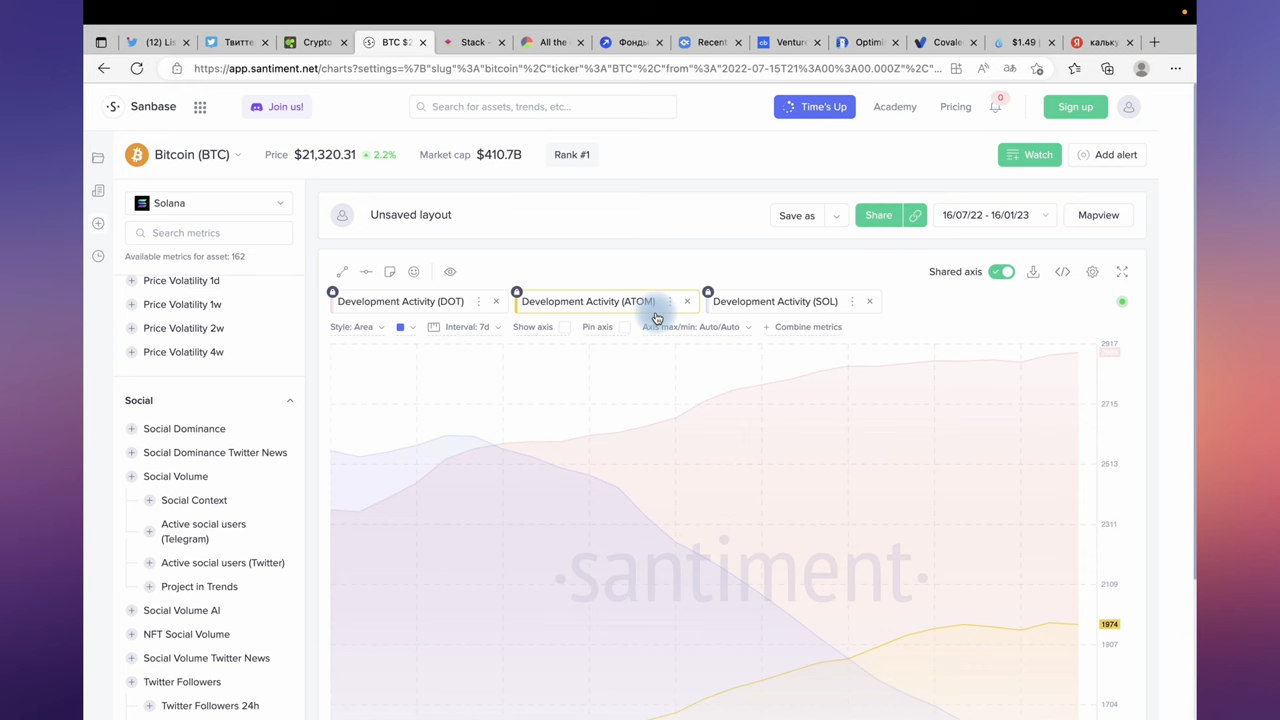 (12) Lis
Твитте
Crypto
BTC $2
Stack -
All the
Фонды
Recent
Ventur
Optimi
Covale
$1.49
кальку
https://app.santiment.net/charts?settings=%7B"slug"%3A"bitcoin"%2C"ticker"%3A"BTC"%2C"from"%3A"2022-07-15T21%3A00%3A00.000Z"%2C"...
Sanbase
Join us!
Search for assets, trends, etc...
Time's Up
Academy
Pricing
0
Sign up
Bitcoin (BTC)
Price $21,320.31 2.2%
Market cap $410.7B
Rank #1
Watch
Add alert
Solana
Search metrics
Available metrics for asset: 162
Price Volatility 1d
Price Volatility 1w
Price Volatility 2w
Price Volatility 4w
Social
Social Dominance
Social Dominance Twitter News
Social Volume
Social Context
Active social users
(Telegram)
Active social users (Twitter)
Project in Trends
Social Volume AI
NFT Social Volume
Social Volume Twitter News
Twitter Followers
Twitter Followers 24h
Unsaved layout
Save as
Share
16/07/22 - 16/01/23
Mapview
Shared axis
Development Activity (DOT)
Development Activity (ATOM)
Development Activity (SOL)
Style: Area
Interval: 7d
Show axis
Pin axis
Axis max/min: Auto/Auto
Combine metrics
2917
2715
2513
2311
2109
1974
1907
1704
·santiment·